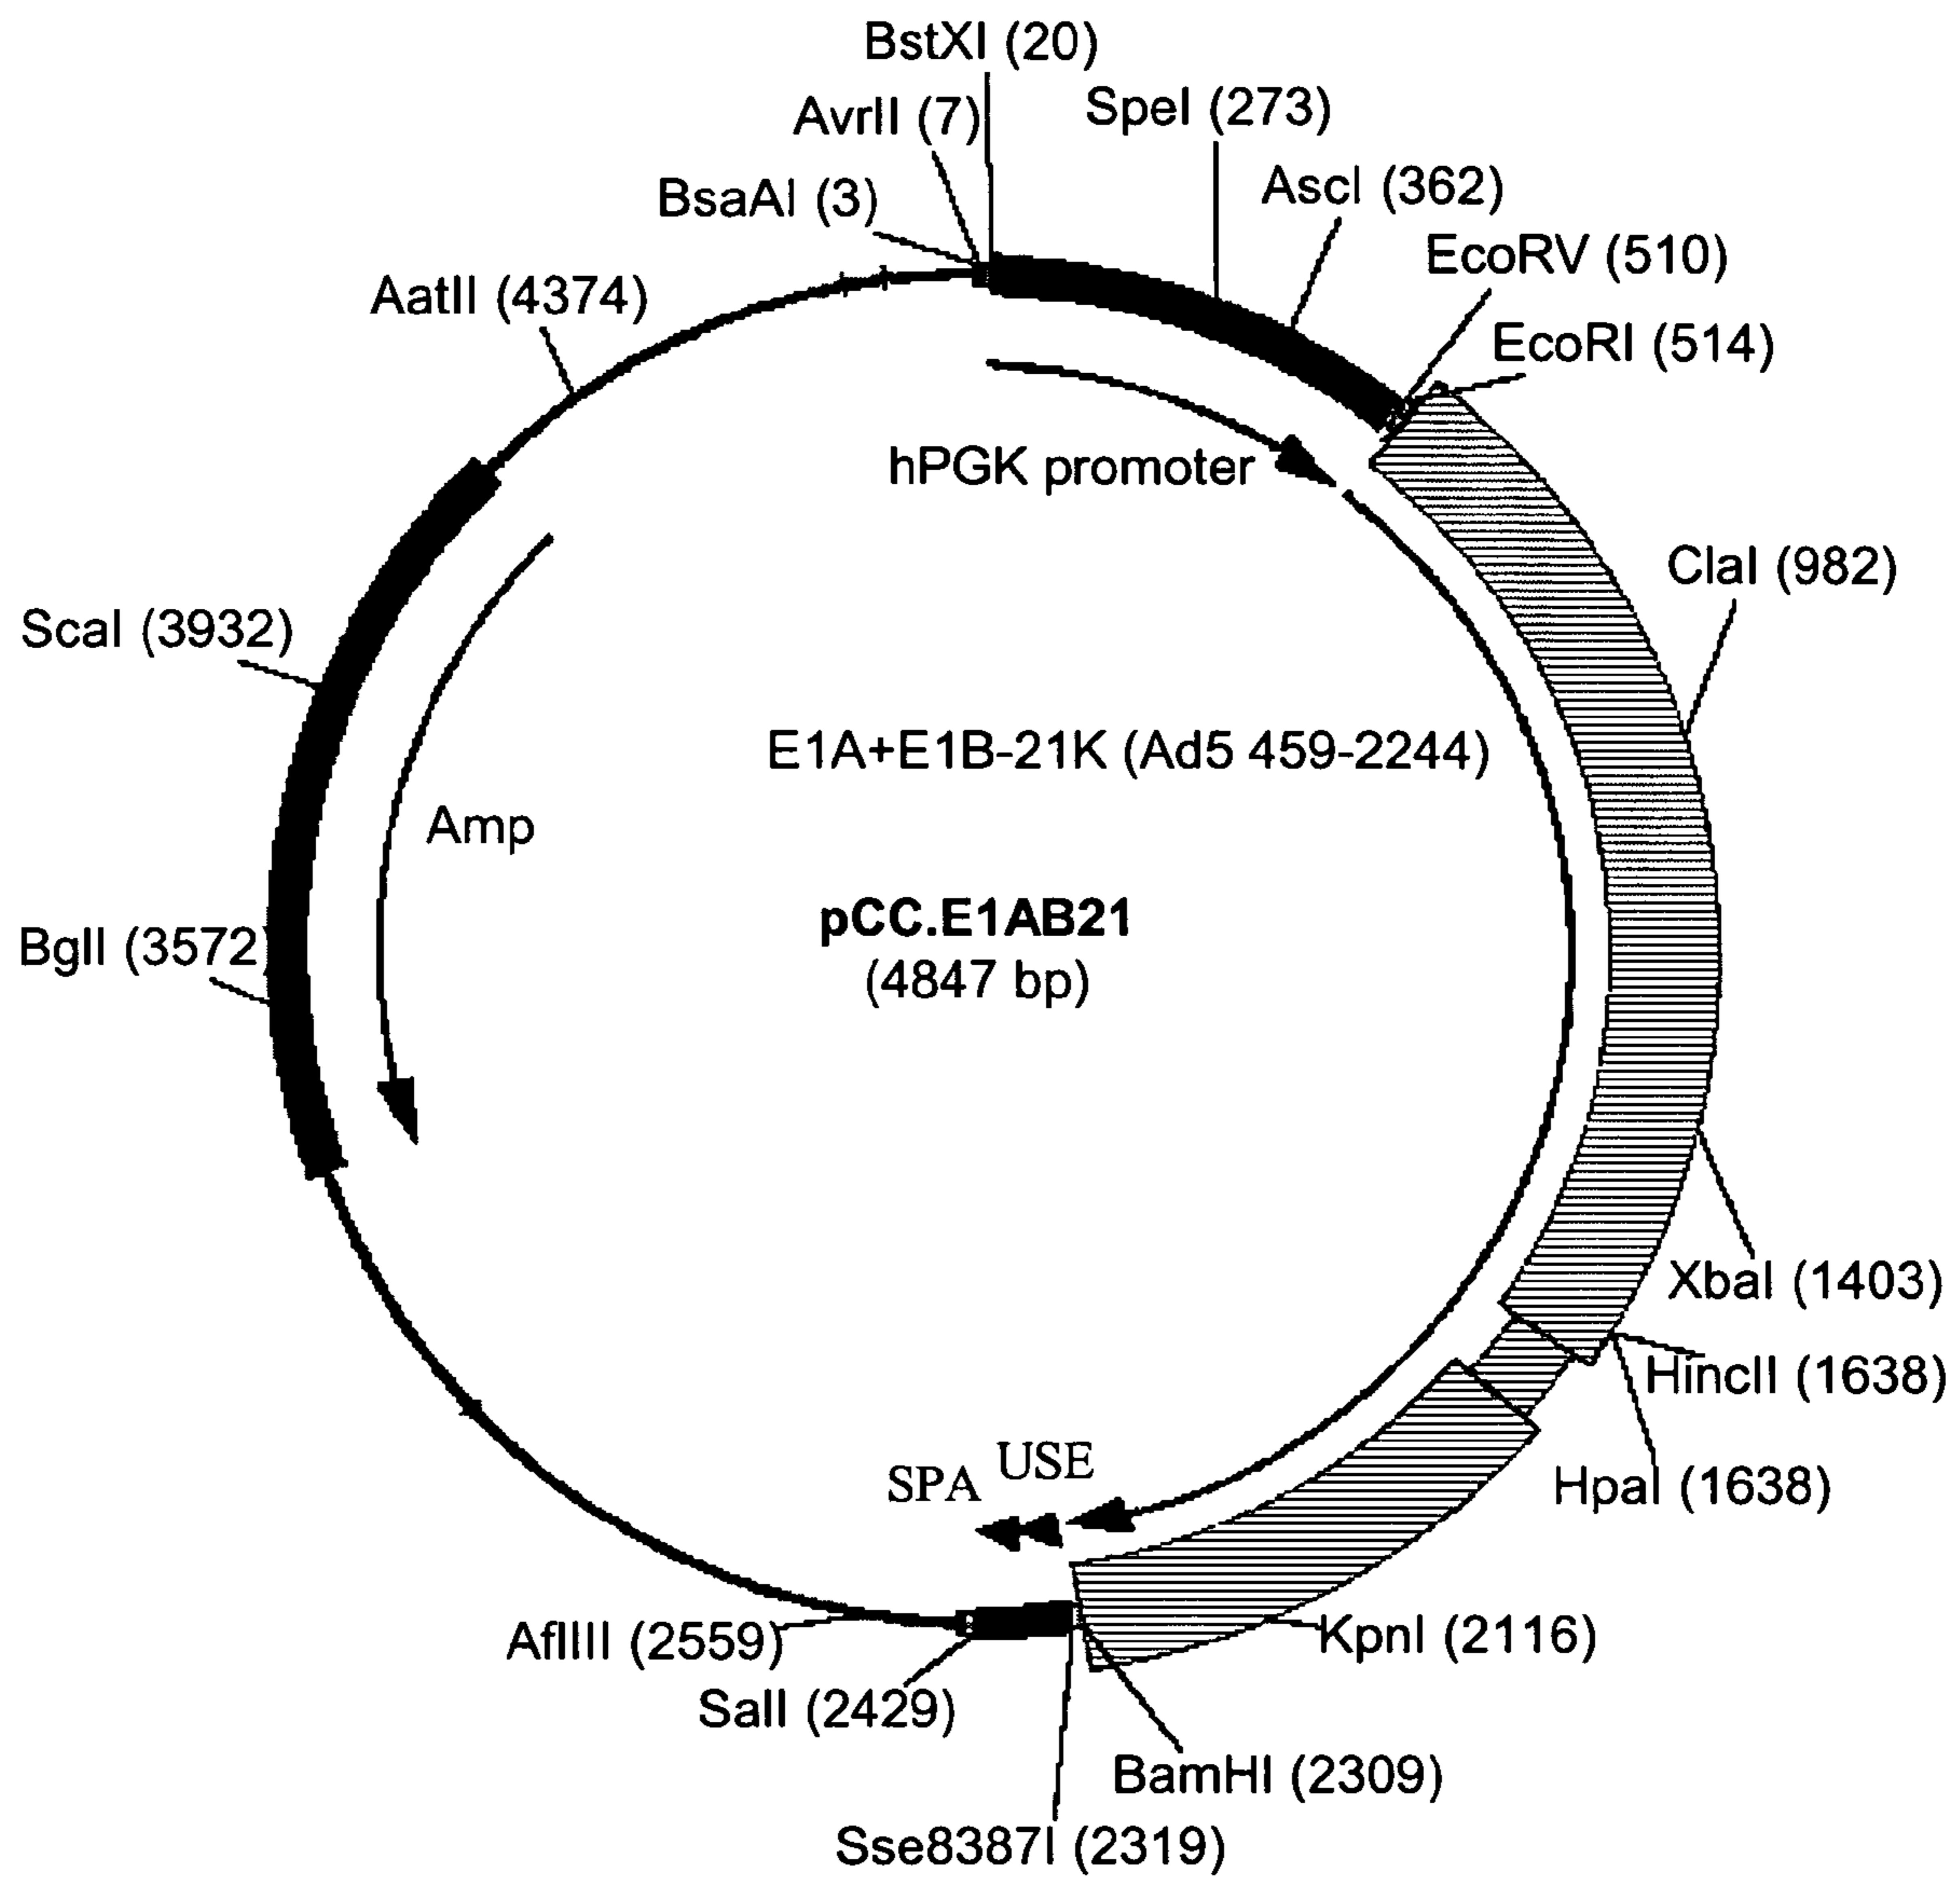 BstXI (20)
AvrII (7)
SpeI (273)
BsaAI (3)
AscI (362)
EcoRV (510)
AatII (4374)
EcoRI (514)
hPGK promoter
ClaI (982)
ScaI (3932)
E1A+E1B-21K (Ad5 459-2244)
Amp
pCC.E1AB21
BglI (3572)
(4847 bp)
XbaI (1403)
HincII (1638)
USE
SPA
HpaI (1638)
AflIII (2559)
KpnI (2116)
SalI (2429)
BamHI (2309)
Sse8387I (2319)